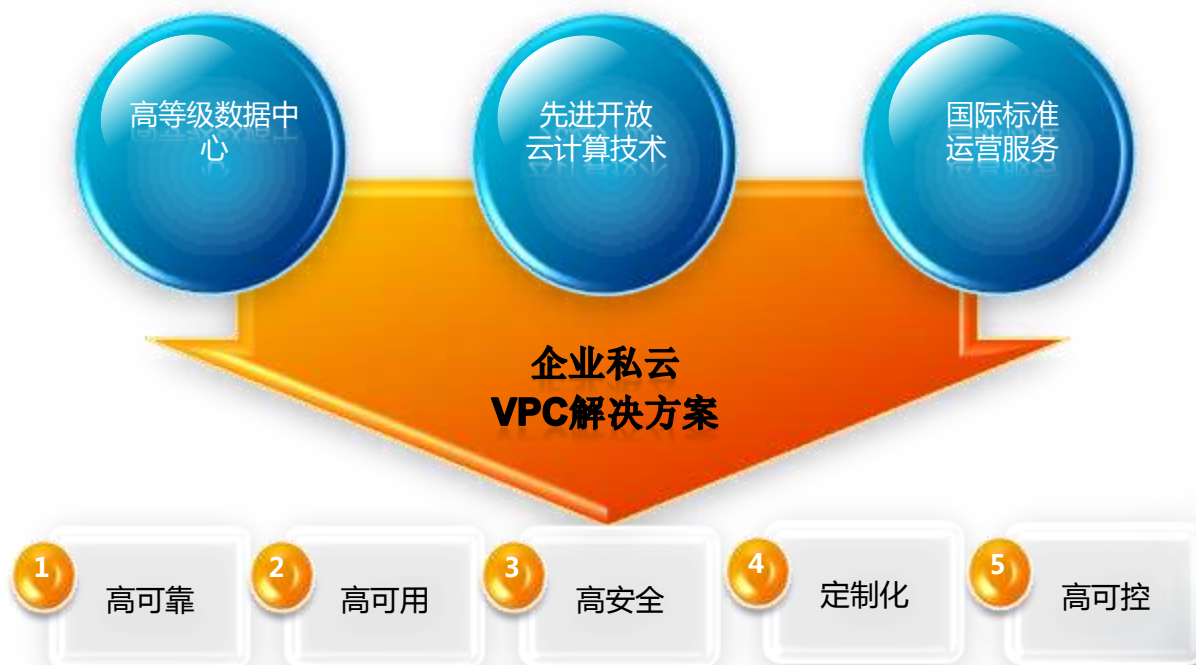 高等级数据中
心
先进开放
云计算技术
国际标准
运营服务
企业私云
VPC解决方案
1
高可靠
2
高可用
3
高安全
4
定制化
5
高可控